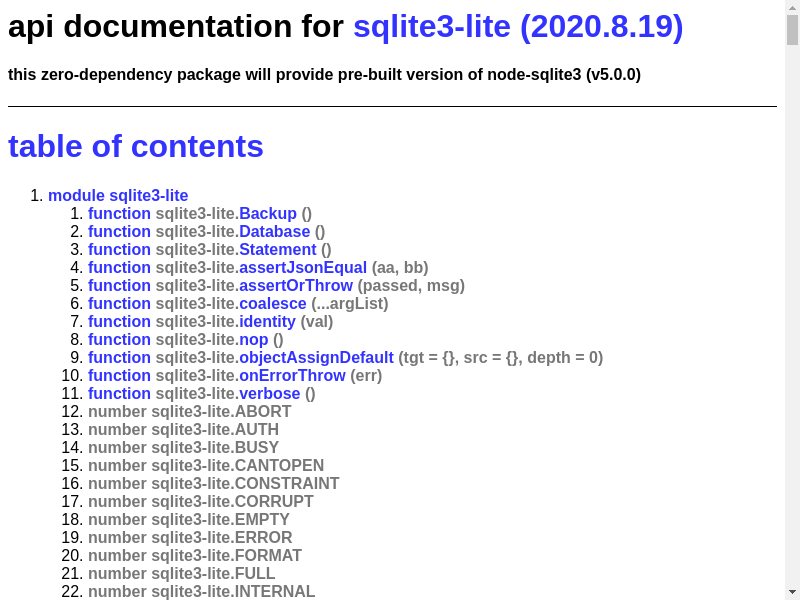 api documentation for sqlite3-lite (2020.8.19)
this zero-dependency package will provide pre-built version of node-sqlite3 (v5.0.0)
table of contents
1. module sqlite3-lite
1. function sqlite3-lite.Backup ()
2. function sqlite3-lite.Database ()
3. function sqlite3-lite.Statement ()
4. function sqlite3-lite.assertJsonEqual (aa, bb)
5. function sqlite3-lite.assertOrThrow (passed, msg)
6. function sqlite3-lite.coalesce (...argList)
7. function sqlite3-lite.identity (val)
8. function sqlite3-lite.nop ()
9. function sqlite3-lite.objectAssignDefault (tgt = {}, src = {}, depth = 0)
10. function sqlite3-lite.onErrorThrow (err)
11. function sqlite3-lite.verbose ()
12. number sqlite3-lite.ABORT
13. number sqlite3-lite.AUTH
14. number sqlite3-lite.BUSY
15. number sqlite3-lite.CANTOPEN
16. number sqlite3-lite.CONSTRAINT
17. number sqlite3-lite.CORRUPT
18. number sqlite3-lite.EMPTY
19. number sqlite3-lite.ERROR
20. number sqlite3-lite.FORMAT
21. number sqlite3-lite.FULL
22. number sqlite3-lite.INTERNAL